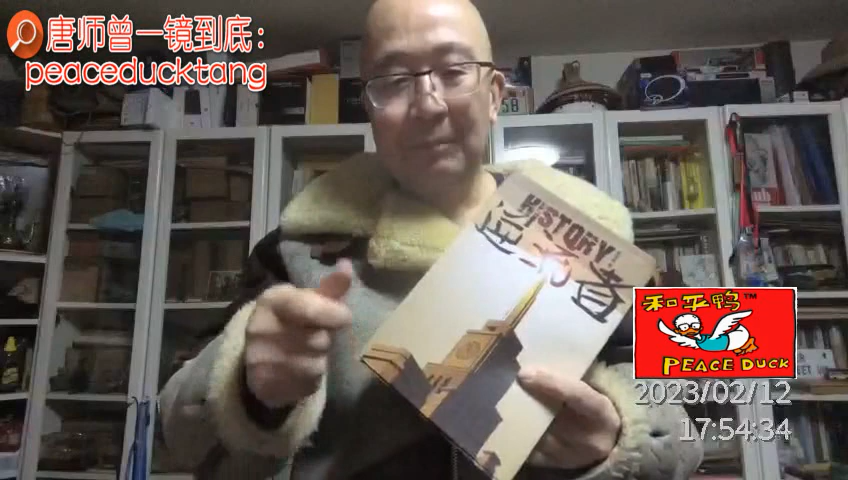 唐师曾一镜到底：
peaceducktang
HISTORY
者
和平鸭™
PEACE DUCK
2023/02/12
17:54:34